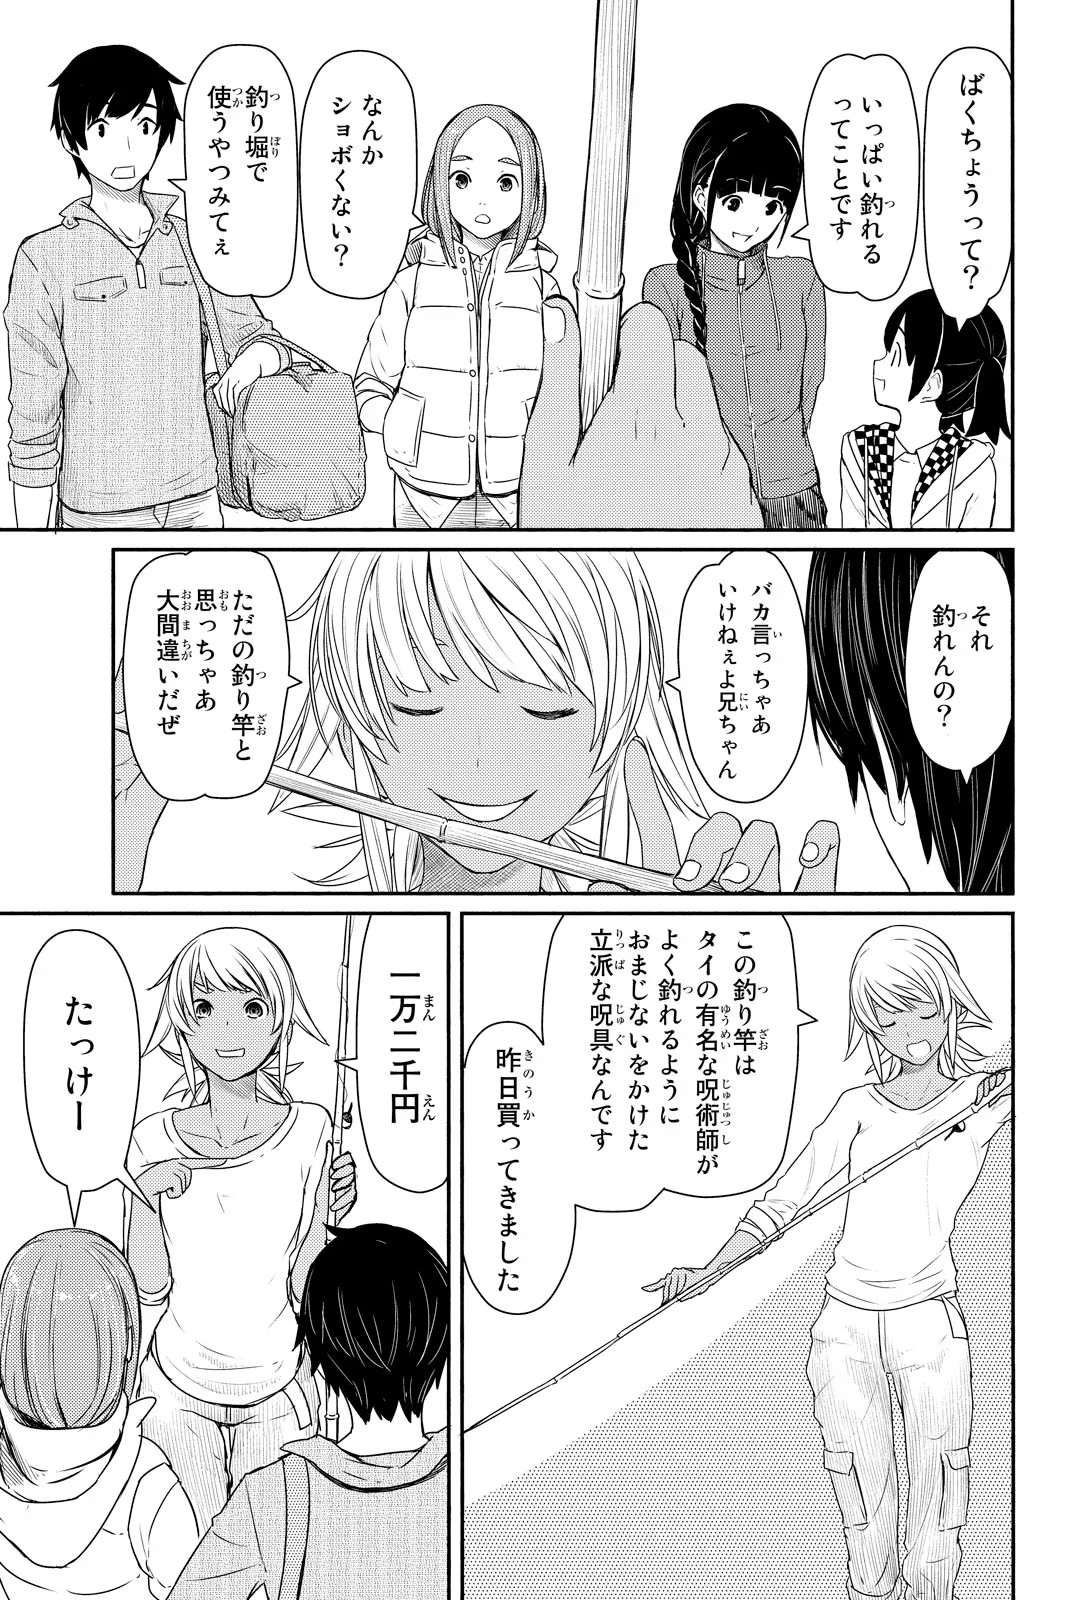 ばくちょうって？
いっぱい釣れる
ってことです
なんか
ショボくない？
釣り堀で
使うやつみてぇ
それ
釣れんの？
バカ言っちゃあ
いけねぇよ兄ちゃん
ただの釣り竿と
思っちゃあ
大間違いだぜ
この釣り竿は
タイの有名な呪術師が
よく釣れるように
おまじないをかけた
立派な呪具なんです
昨日買ってきました
一万二千円
たっけー